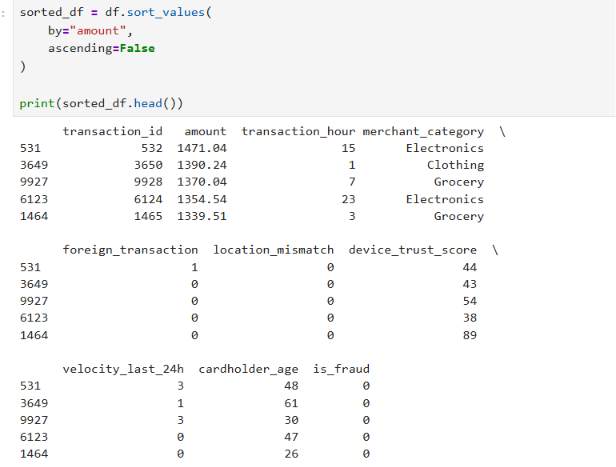 sorted_df = df.sort_values(
    by="amount",
    ascending=False
)
print(sorted_df.head())
transaction_id amount transaction_hour merchant_category \
531 532 1471.04 15 Electronics
3649 3650 1390.24 1 Clothing
9927 9928 1370.04 7 Grocery
6123 6124 1354.54 23 Electronics
1464 1465 1339.51 3 Grocery
foreign_transaction location_mismatch device_trust_score \
531 1 0 44
3649 0 0 43
9927 0 0 54
6123 0 0 38
1464 0 0 89
velocity_last_24h cardholder_age is_fraud
531 3 48 0
3649 1 61 0
9927 3 30 0
6123 0 47 0
1464 0 26 0